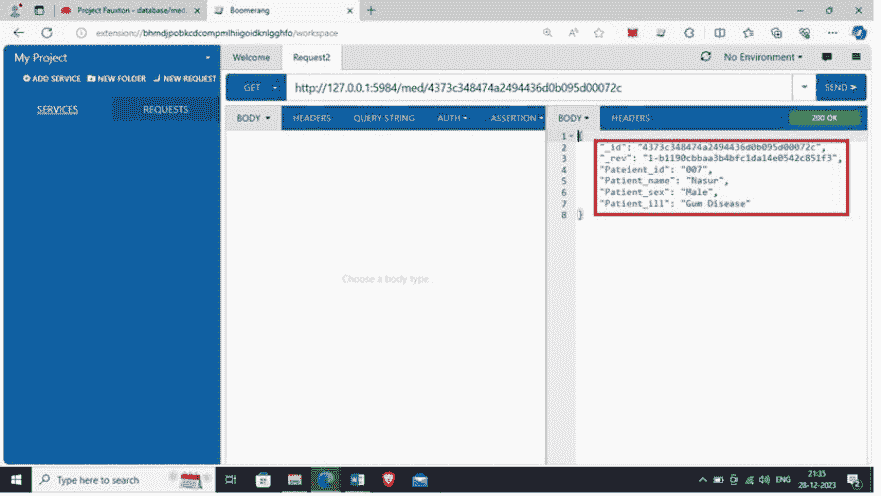 Project Fauxton - database/med
Boomerang
extension://bhmdjpobkcdcompmlhiigoidknlgghfo/workspace
My Project
Welcome
Request2
No Environment
ADD SERVICE
NEW FOLDER
NEW REQUEST
GET
http://127.0.0.1:5984/med/4373c348474a2494436d0b095d00072c
SEND
SERVICES
REQUESTS
BODY
HEADERS
QUERY STRING
AUTH
ASSERTION
BODY
HEADERS
200 OK
1 {
2 "_id": "4373c348474a2494436d0b095d00072c",
3 "_rev": "1-b1190cbbaa3b4bfc1da14e0542c851f3",
4 "Pateient_id": "007",
5 "Patient_name": "Nasur",
6 "Patient_sex": "Male",
7 "Patient_ill": "Gum Disease"
8 }
Choose a body type
Type here to search
ENG
21:35
28-12-2023
2